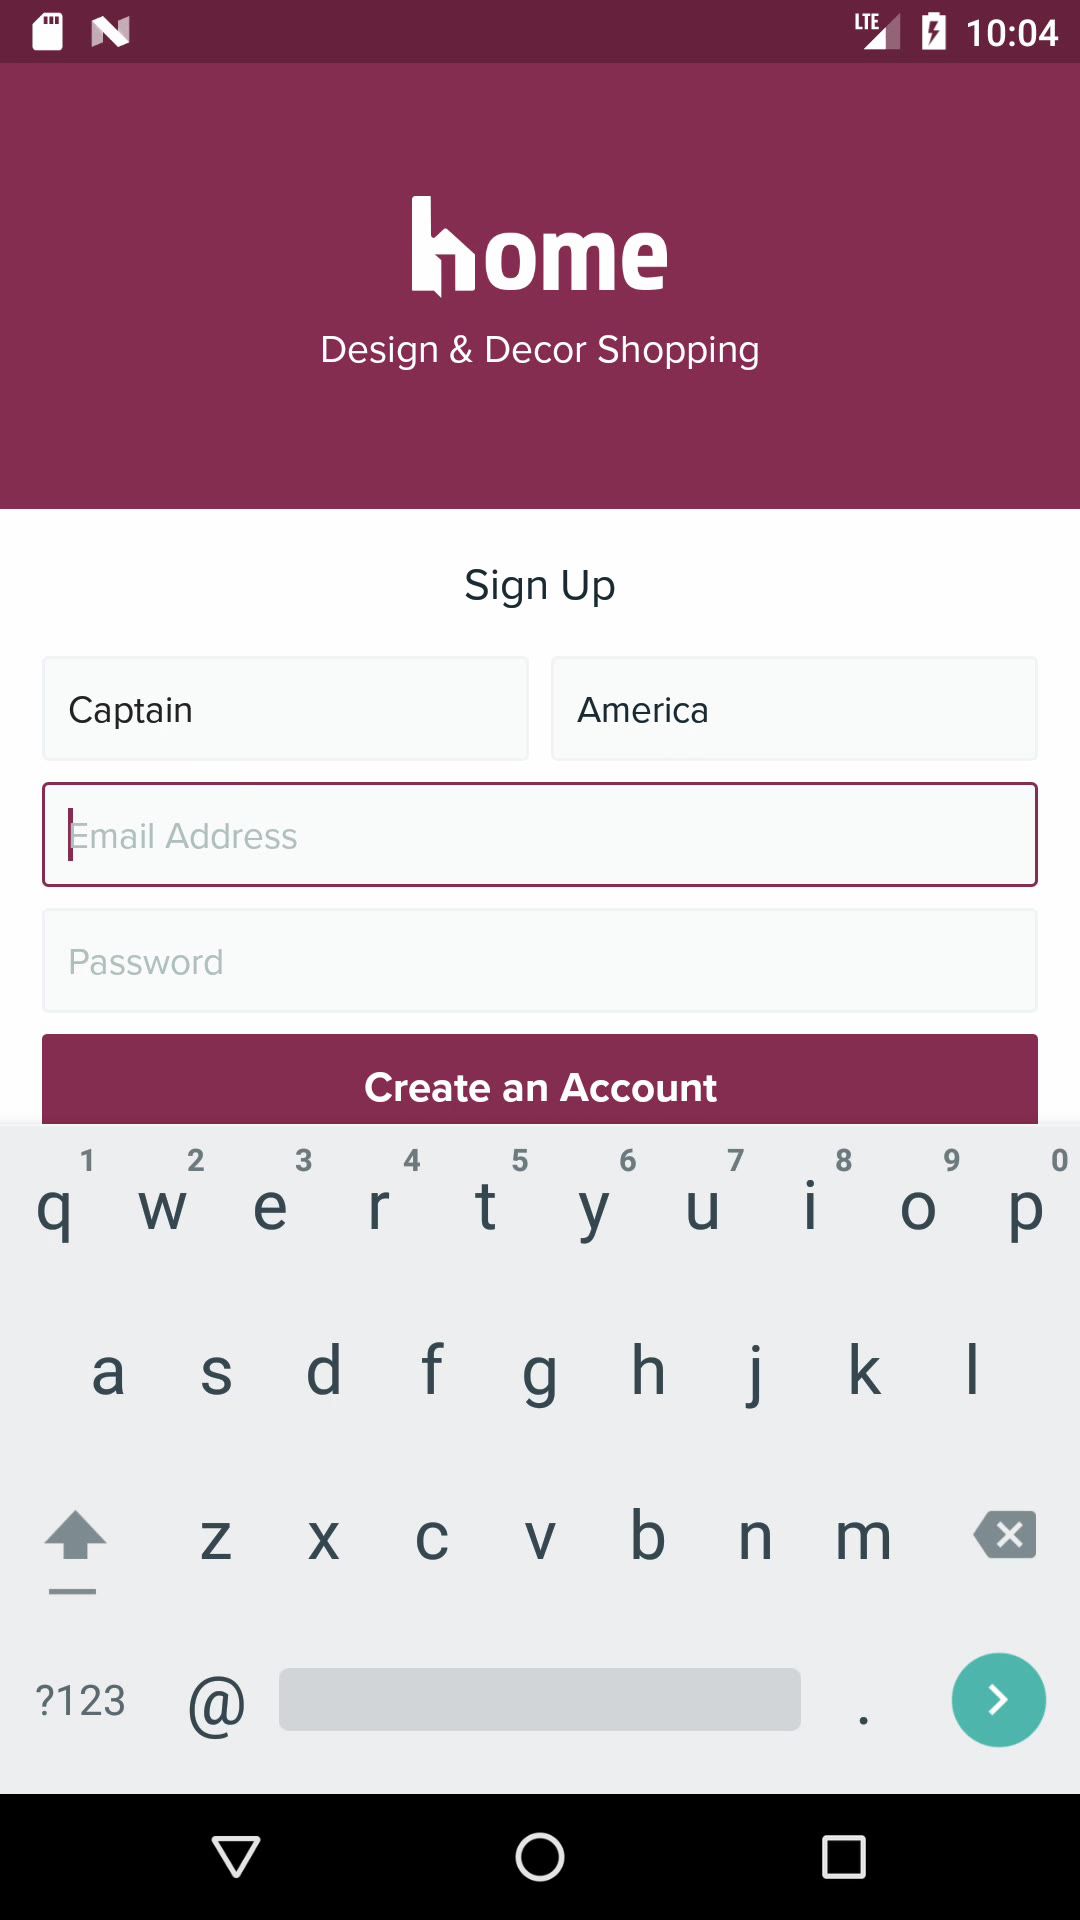 LTE 10:04
home
Design & Decor Shopping
Sign Up
Captain America
Email Address
Password
Create an Account
1 2 3 4 5 6 7 8 9 0
q w e r t y u i o p
a s d f g h j k l
z x c v b n m
?123 @ .